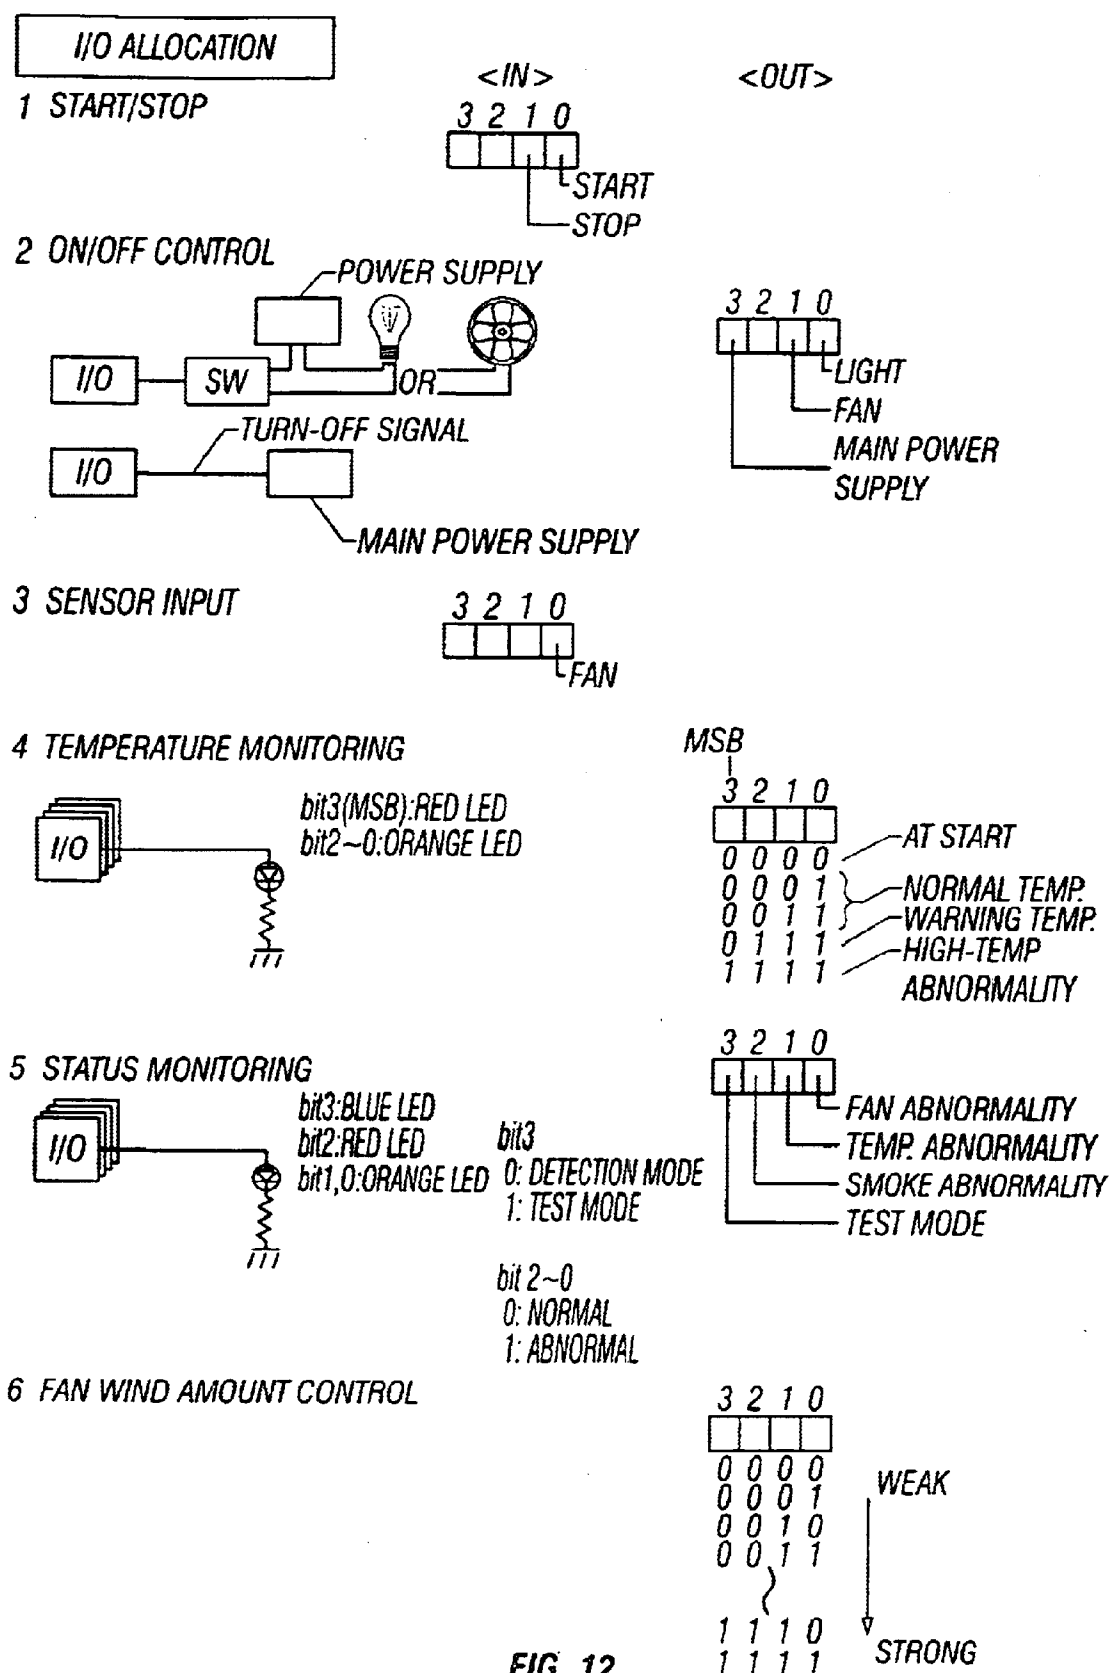 I/O ALLOCATION
<IN>
<OUT>
1 START/STOP
3 2 1 0
START
STOP
2 ON/OFF CONTROL
POWER SUPPLY
I/O
SW
OR
TURN-OFF SIGNAL
I/O
MAIN POWER SUPPLY
3 2 1 0
LIGHT
FAN
MAIN POWER
SUPPLY
3 SENSOR INPUT
3 2 1 0
FAN
4 TEMPERATURE MONITORING
I/O
bit3(MSB):RED LED
bit2~0:ORANGE LED
MSB
3 2 1 0
0 0 0 0
AT START
0 0 0 1
NORMAL TEMP.
0 0 1 1
WARNING TEMP.
0 1 1 1
HIGH-TEMP
1 1 1 1
ABNORMALITY
5 STATUS MONITORING
I/O
bit3:BLUE LED
bit2:RED LED
bit1,0:ORANGE LED
bit3
0: DETECTION MODE
1: TEST MODE
bit 2~0
0: NORMAL
1: ABNORMAL
3 2 1 0
FAN ABNORMALITY
TEMP. ABNORMALITY
SMOKE ABNORMALITY
TEST MODE
6 FAN WIND AMOUNT CONTROL
3 2 1 0
0 0 0 0
0 0 0 1
0 0 1 0
0 0 1 1
1 1 1 0
1 1 1 1
WEAK
STRONG
FIG. 12